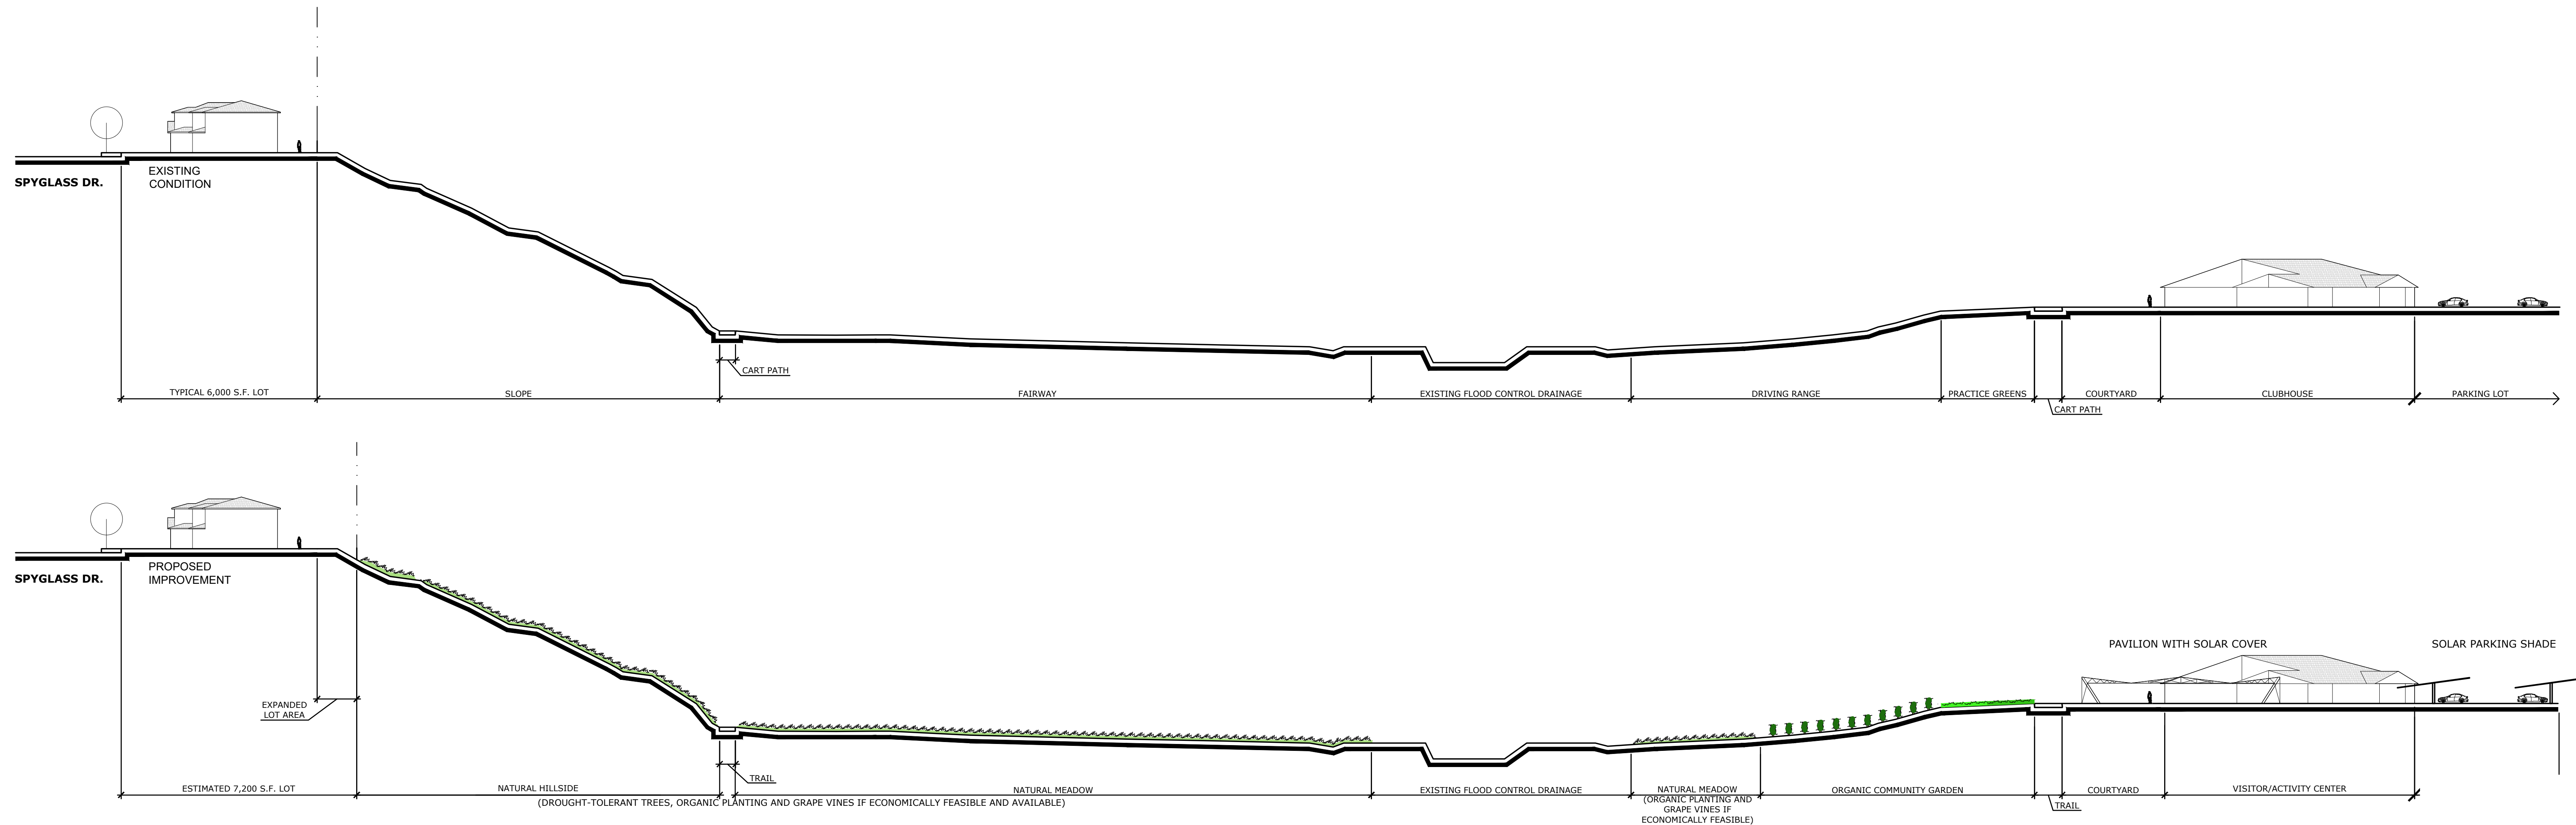 SPYGLASS DR.
EXISTING
CONDITION
CART PATH
TYPICAL 6,000 S.F. LOT
SLOPE
FAIRWAY
EXISTING FLOOD CONTROL DRAINAGE
DRIVING RANGE
PRACTICE GREENS
COURTYARD
CLUBHOUSE
PARKING LOT
CART PATH
SPYGLASS DR.
PROPOSED
IMPROVEMENT
PAVILION WITH SOLAR COVER
SOLAR PARKING SHADE
EXPANDED
LOT AREA
TRAIL
ESTIMATED 7,200 S.F. LOT
NATURAL HILLSIDE
NATURAL MEADOW
(DROUGHT-TOLERANT TREES, ORGANIC PLANTING AND GRAPE VINES IF ECONOMICALLY FEASIBLE AND AVAILABLE)
EXISTING FLOOD CONTROL DRAINAGE
NATURAL MEADOW
(ORGANIC PLANTING AND
GRAPE VINES IF
ECONOMICALLY FEASIBLE)
ORGANIC COMMUNITY GARDEN
TRAIL
COURTYARD
VISITOR/ACTIVITY CENTER